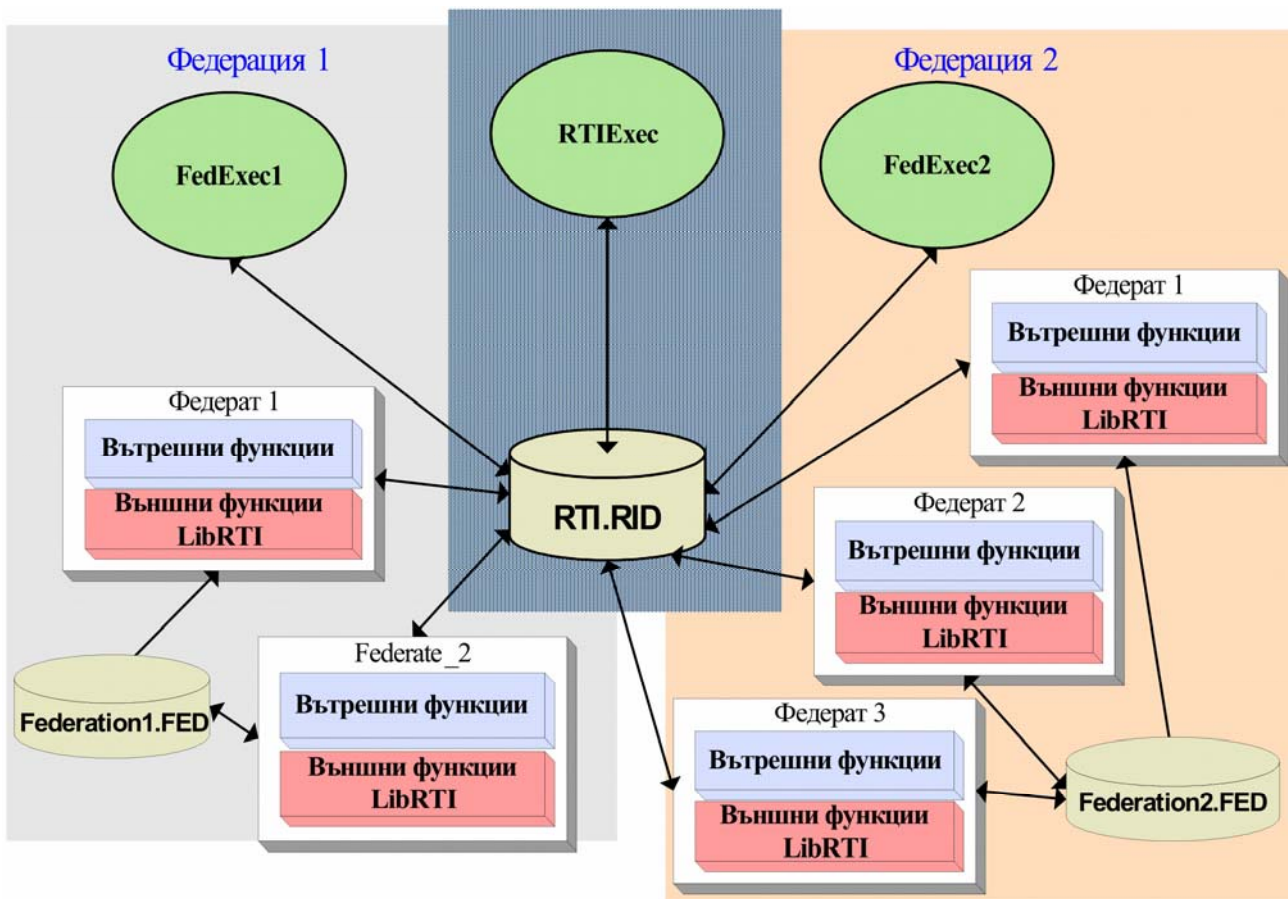 Федерация 1
Федерация 2
RTIExec
FedExec1
FedExec2
Федерат 1
Вътрешни функции
Външни функции
LibRTI
Федерат 1
Вътрешни функции
Външни функции
LibRTI
RTI.RID
Федерат 2
Вътрешни функции
Външни функции
LibRTI
Federate_2
Вътрешни функции
Външни функции
LibRTI
Federation1.FED
Федерат 3
Вътрешни функции
Външни функции
LibRTI
Federation2.FED